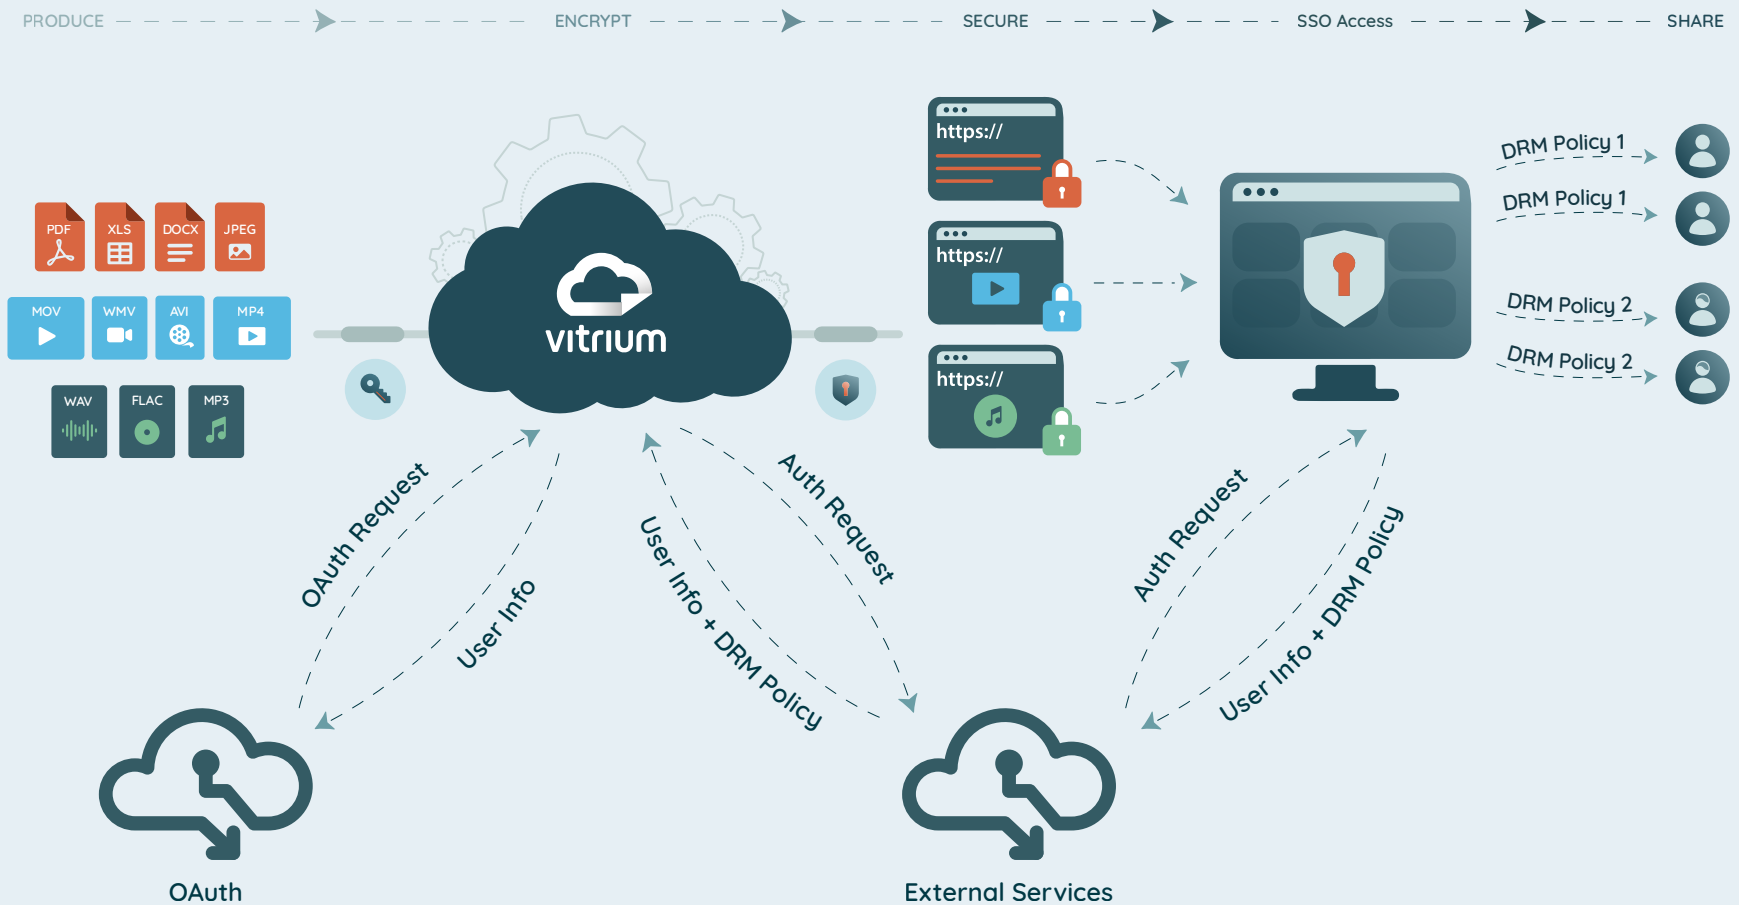 PRODUCE
ENCRYPT
SECURE
SSO Access
SHARE
PDF
XLS
DOCX
JPEG
MOV
WMV
AVI
MP4
WAV
FLAC
MP3
vitrium
https://
https://
https://
DRM Policy 1
DRM Policy 1
DRM Policy 2
DRM Policy 2
OAuth Request
User Info
Auth Request
User Info + DRM Policy
Auth Request
User Info + DRM Policy
OAuth
External Services